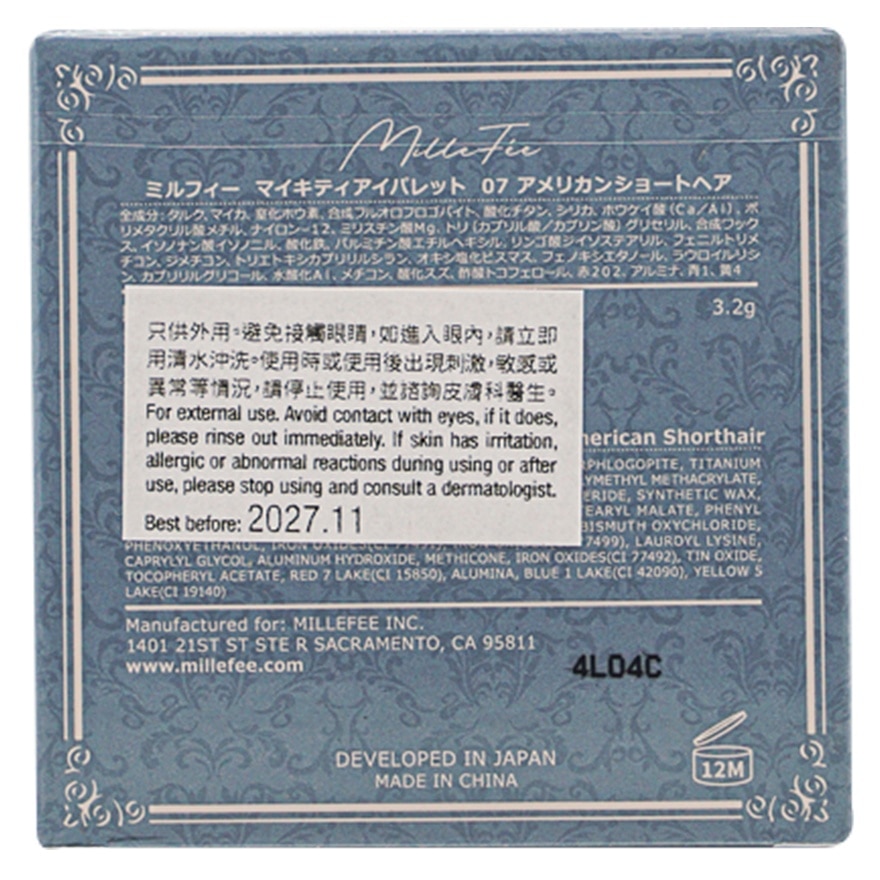 MilleFée
ミルフィー マイキティアイパレット 07 アメリカンショートヘア
全成分:タルク、マイカ、窒化ホウ素、合成フルオロフロゴパイト、酸化チタン、シリカ、ホウケイ酸(Ca/Al)、ポ
リメタクリル酸メチル、ナイロン-12、ミリスチン酸Mg、トリ(カプリル酸/カプリン酸)グリセリル、合成ワック
ス、イソノナン酸イソノニル、酸化鉄、パルミチン酸エチルヘキシル、リンゴ酸ジイソステアリル、フェニルトリメ
チコン、ジメチコン、トリエトキシカプリリルシラン、オキシ塩化ビスマス、フェノキシエタノール、ラウロイルリシ
ン、カプリリルグリコール、水酸化Al、メチコン、酸化スズ、酢酸トコフェロール、赤202、アルミナ、青1、黄4
3.2g
只供外用。避免接觸眼睛,如進入眼內,請立即
用清水沖洗。使用時或使用後出現刺激,敏感或
異常等情況,請停止使用,並諮詢皮膚科醫生。
For external use. Avoid contact with eyes, if it does,
please rinse out immediately. If skin has irritation,
allergic or abnormal reactions during using or after
use, please stop using and consult a dermatologist.
Best before: 2027.11
merican Shorthair
RPHLOGOPITE, TITANIUM
YMETHYL METHACRYLATE,
ERIDE, SYNTHETIC WAX,
EARYL MALATE, PHENYL
BISMUTH OXYCHLORIDE,
PHENOXYETHANOL, IRON OXIDES 7499), LAUROYL LYSINE,
CAPRYLYL GLYCOL, ALUMINUM HYDROXIDE, METHICONE, IRON OXIDES(CI 77492), TIN OXIDE,
TOCOPHERYL ACETATE, RED 7 LAKE(CI 15850), ALUMINA, BLUE 1 LAKE(CI 42090), YELLOW 5
LAKE(CI 19140)
Manufactured for: MILLEFEE INC.
1401 21ST ST STE R SACRAMENTO, CA 95811
www.millefee.com
4L04C
DEVELOPED IN JAPAN
MADE IN CHINA
12M